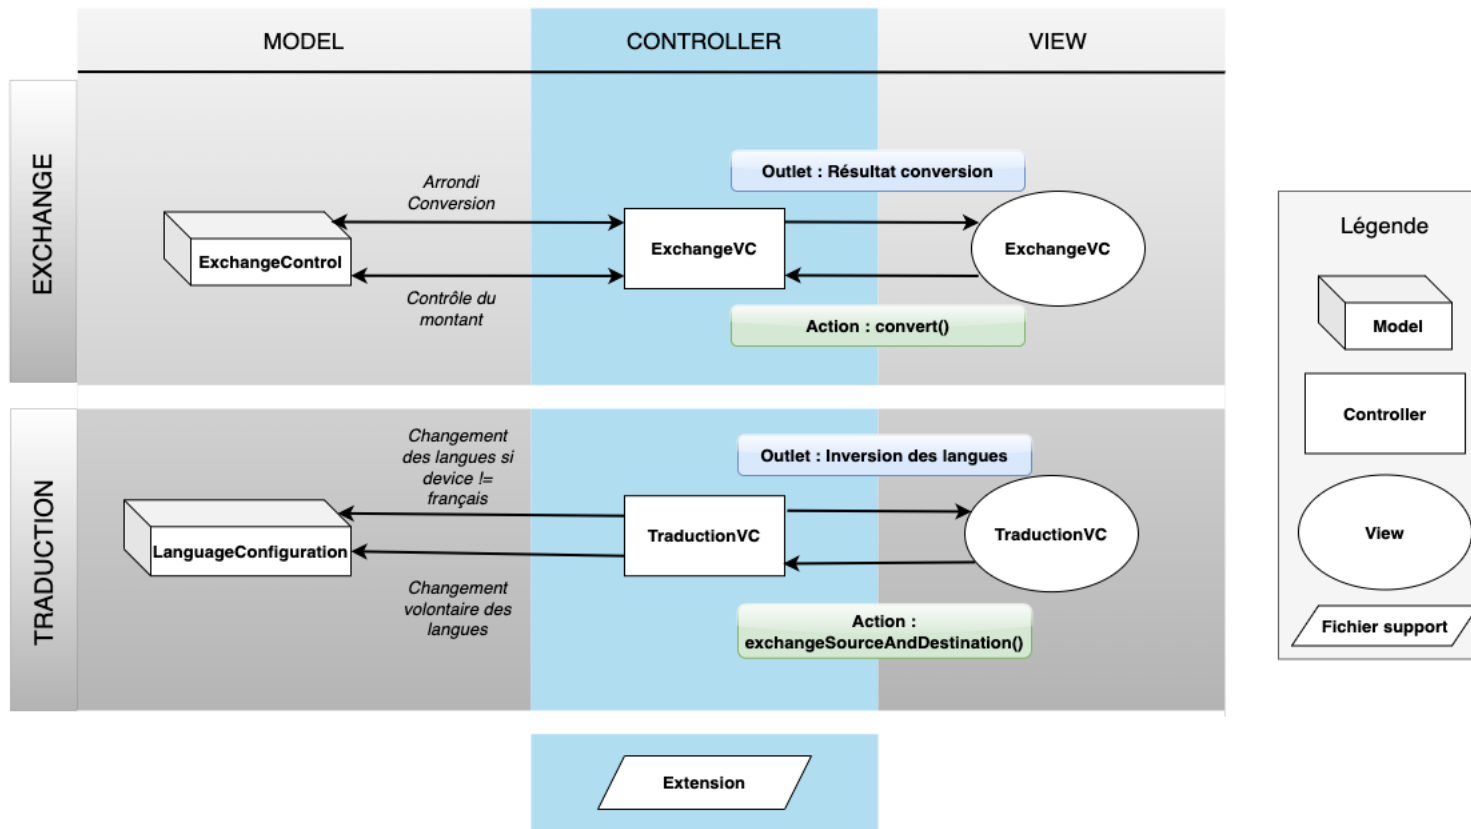 MODEL
CONTROLLER
VIEW
EXCHANGE
Arrondi
Conversion
Outlet : Résultat conversion
ExchangeControl
ExchangeVC
ExchangeVC
Contrôle du
montant
Action : convert()
TRADUCTION
Changement
des langues si
device !=
français
Outlet : Inversion des langues
LanguageConfiguration
TraductionVC
TraductionVC
Changement
volontaire des
langues
Action :
exchangeSourceAndDestination()
Extension
Légende
Model
Controller
View
Fichier support